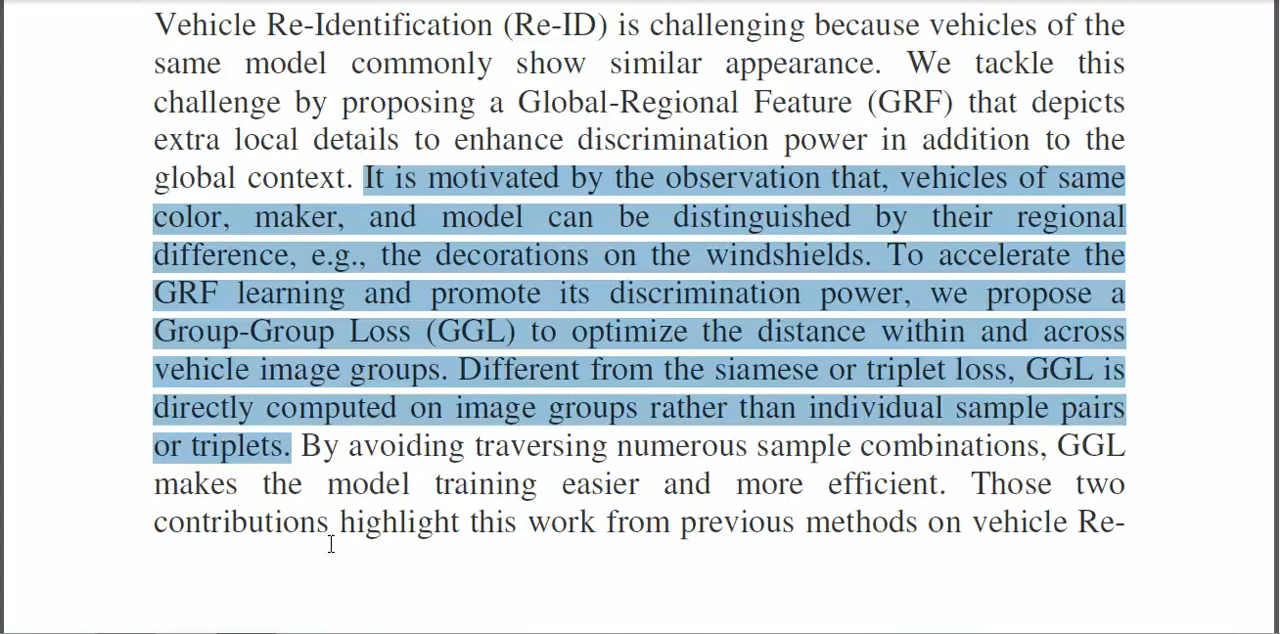 Vehicle Re-Identification (Re-ID) is challenging because vehicles of the
same model commonly show similar appearance. We tackle this
challenge by proposing a Global-Regional Feature (GRF) that depicts
extra local details to enhance discrimination power in addition to the
global context. It is motivated by the observation that, vehicles of same
color, maker, and model can be distinguished by their regional
difference, e.g., the decorations on the windshields. To accelerate the
GRF learning and promote its discrimination power, we propose a
Group-Group Loss (GGL) to optimize the distance within and across
vehicle image groups. Different from the siamese or triplet loss, GGL is
directly computed on image groups rather than individual sample pairs
or triplets. By avoiding traversing numerous sample combinations, GGL
makes the model training easier and more efficient. Those two
contributions highlight this work from previous methods on vehicle Re-